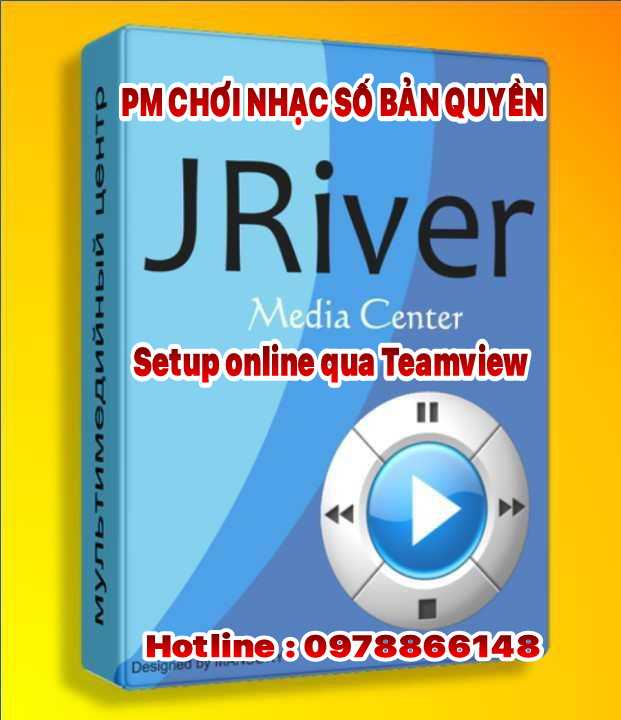 PM CHƠI NHẠC SỐ BẢN QUYỀN
JRiver
Media Center
Setup online qua Teamview
Hotline : 0978866148
Designed by
мультимедийный центр